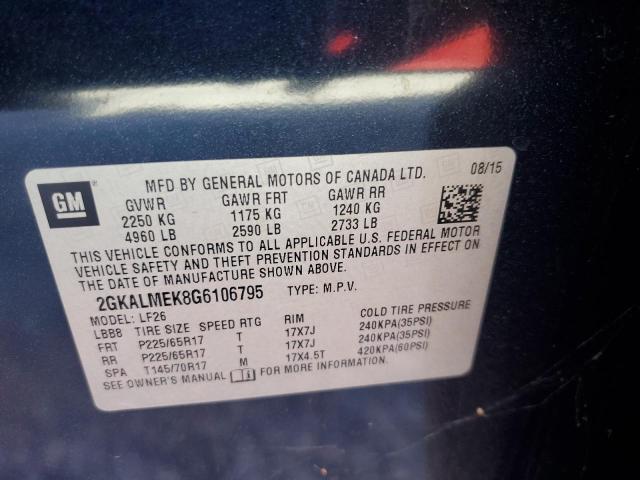 GM
MFD BY GENERAL MOTORS OF CANADA LTD. 08/15
GVWR GAWR FRT GAWR RR
2250 KG 1175 KG 1240 KG
4960 LB 2590 LB 2733 LB
THIS VEHICLE CONFORMS TO ALL APPLICABLE U.S. FEDERAL MOTOR
VEHICLE SAFETY AND THEFT PREVENTION STANDARDS IN EFFECT ON
THE DATE OF MANUFACTURE SHOWN ABOVE.
2GKALMEK8G6106795 TYPE: M.P.V.
MODEL: LF26
LBB8 TIRE SIZE SPEED RTG RIM COLD TIRE PRESSURE
FRT P225/65R17 T 17X7J 240KPA(35PSI)
RR P225/65R17 T 17X7J 240KPA(35PSI)
SPA T145/70R17 M 17X4.5T 420KPA(60PSI)
SEE OWNER'S MANUAL FOR MORE INFORMATION.